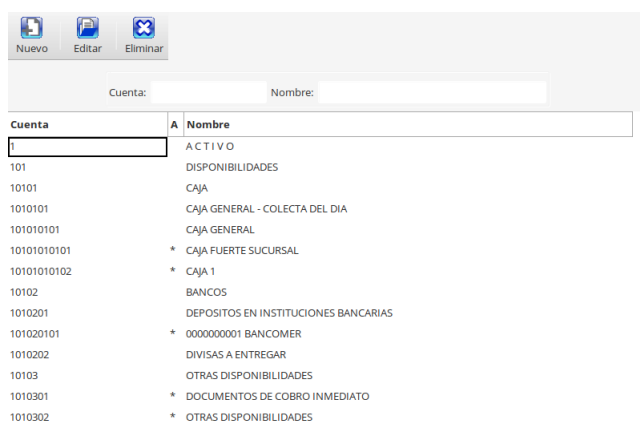 Nuevo Editar Eliminar
Cuenta: Nombre:
Cuenta A Nombre
1 A C T I V O
101 DISPONIBILIDADES
10101 CAJA
1010101 CAJA GENERAL - COLECTA DEL DIA
101010101 CAJA GENERAL
10101010101 * CAJA FUERTE SUCURSAL
10101010102 * CAJA 1
10102 BANCOS
1010201 DEPOSITOS EN INSTITUCIONES BANCARIAS
101020101 * 0000000001 BANCOMER
1010202 DIVISAS A ENTREGAR
10103 OTRAS DISPONIBILIDADES
1010301 * DOCUMENTOS DE COBRO INMEDIATO
1010302 * OTRAS DISPONIBILIDADES